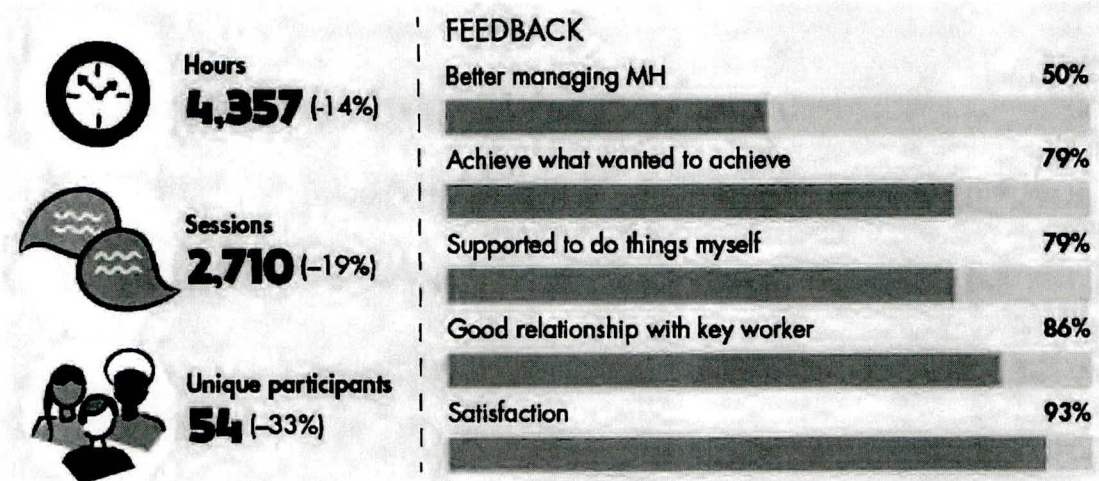 Hours
4,357 (-14%)
Sessions
2,710 (–19%)
Unique participants
54 (–33%)
FEEDBACK
Better managing MH 50%
Achieve what wanted to achieve 79%
Supported to do things myself 79%
Good relationship with key worker 86%
Satisfaction 93%